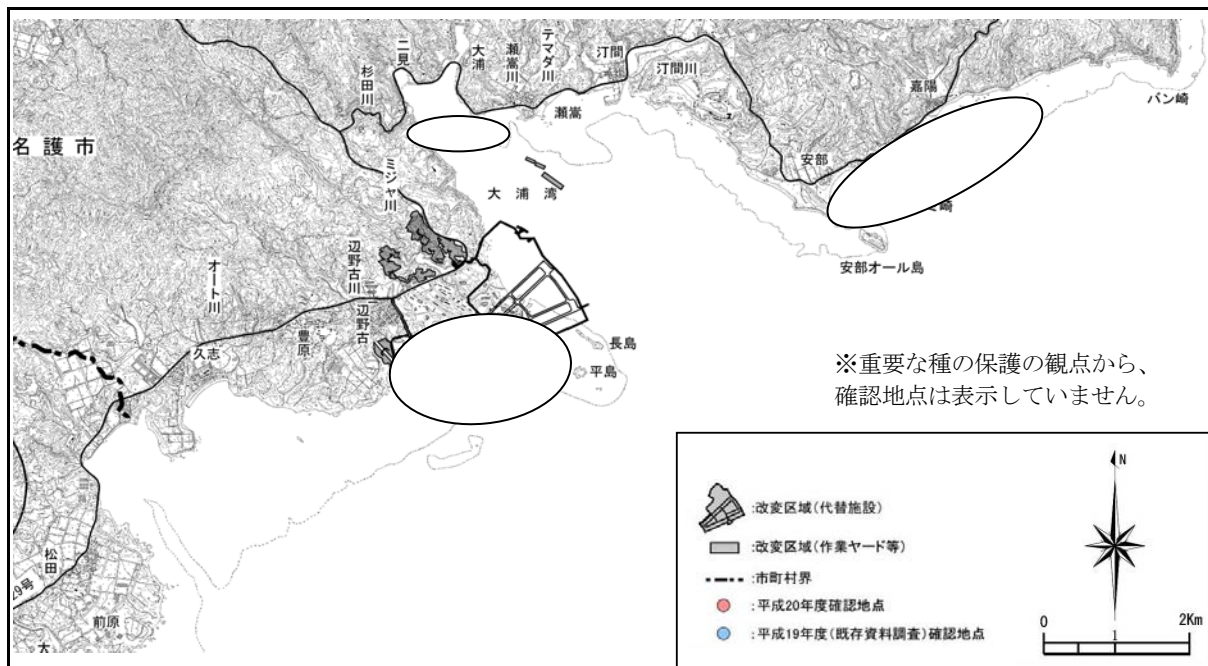 二見
大浦
瀬嵩川
テマダ川
汀間
杉田川
汀間川
嘉陽
バン崎
瀬嵩
名護市
安部
ミジャ川
大浦湾
崎
安部オール島
辺野古川
オート川
辺野古
長島
豊原
久志
平島
※重要な種の保護の観点から、
確認地点は表示していません。
N
:改変区域(代替施設)
:改変区域(作業ヤード等)
:市町村界
:平成20年度確認地点
:平成19年度(既存資料調査)確認地点
0 1 2Km
松田
29号
前原
大